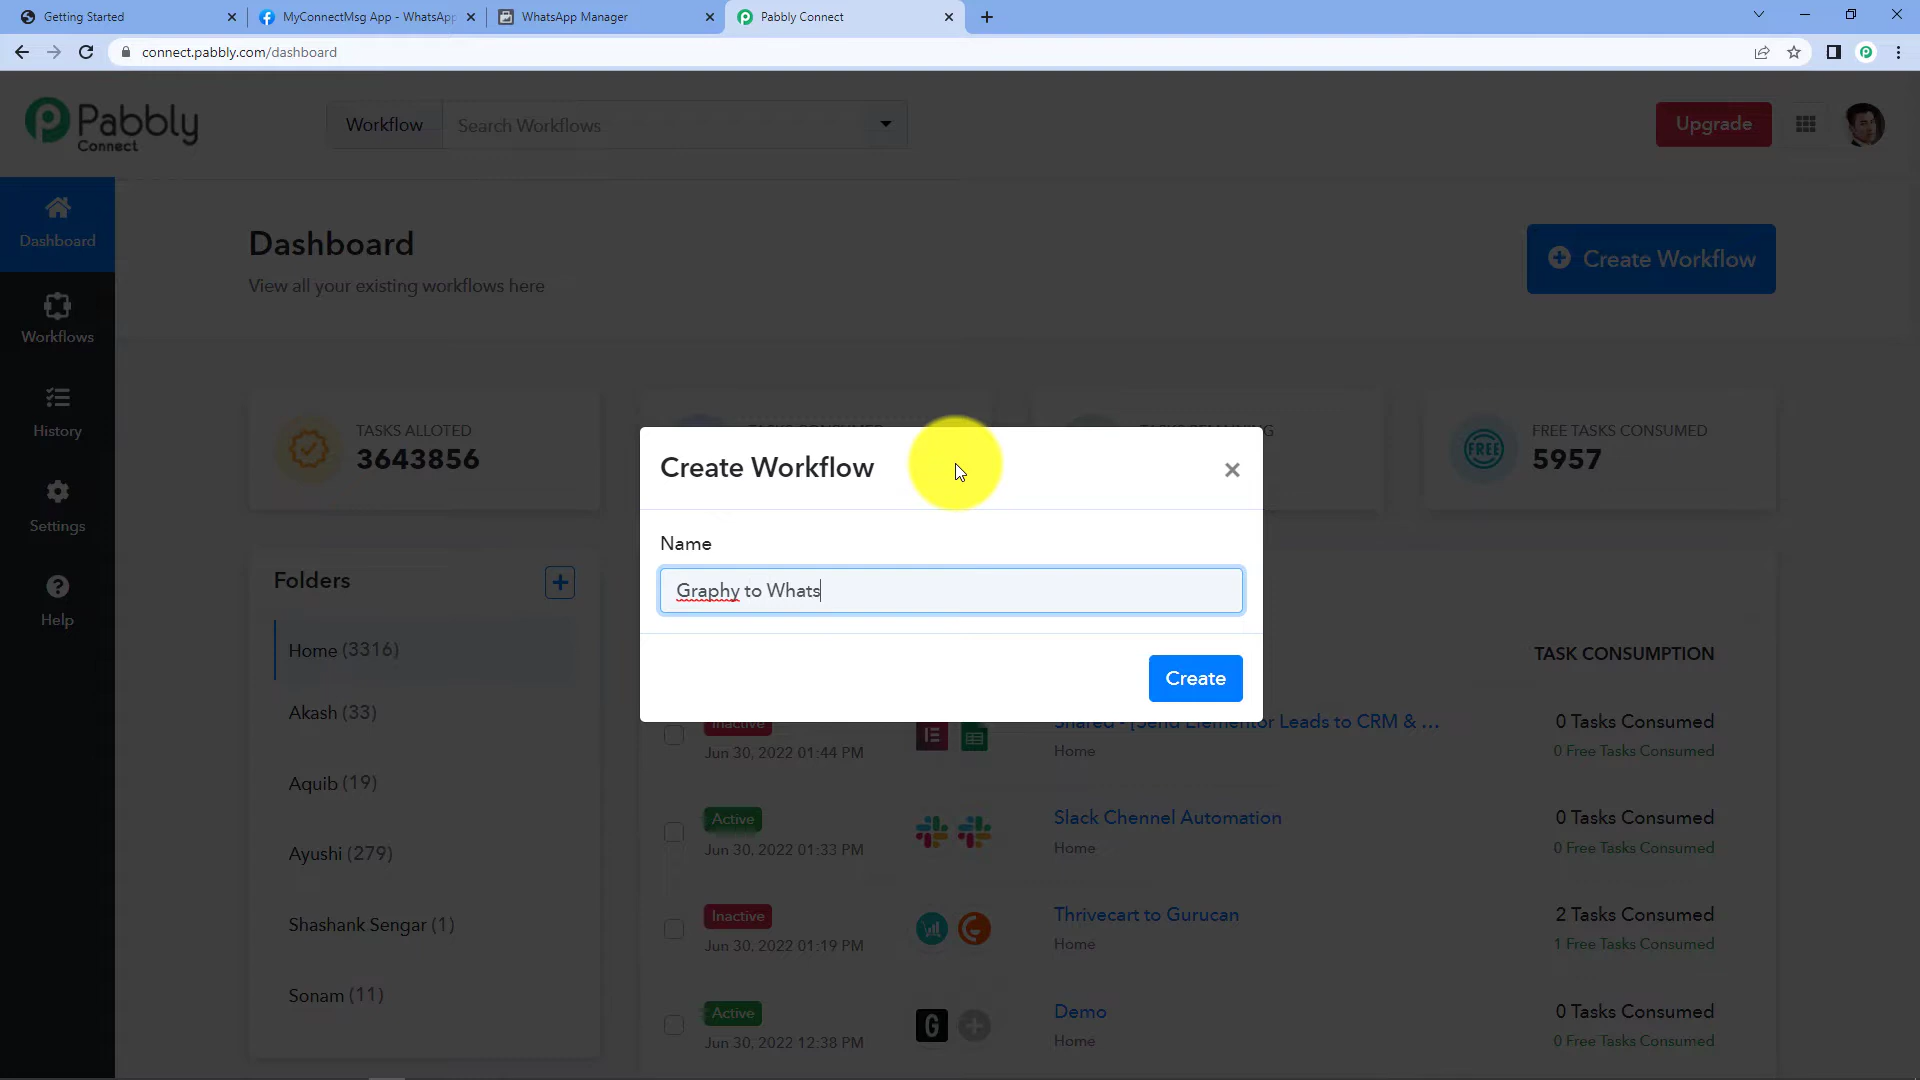 Getting Started
MyConnectMsg App - WhatsApp
WhatsApp Manager
Pabbly Connect
connect.pabbly.com/dashboard
Pabbly
Connect
Workflow
Search Workflows
Upgrade
Dashboard
Workflows
History
Settings
Help
Dashboard
View all your existing workflows here
Create Workflow
TASKS ALLOTED
3643856
FREE TASKS CONSUMED
5957
FREE
Create Workflow
Name
Graphy to Whats
Create
Folders
Home (3316)
Akash (33)
Aquib (19)
Ayushi (279)
Shashank Sengar (1)
Sonam (11)
TASK CONSUMPTION
Inactive
Jun 30, 2022 01:44 PM
Shared - [Send Elementor Leads to CRM & ...
Home
0 Tasks Consumed
0 Free Tasks Consumed
Active
Jun 30, 2022 01:33 PM
Slack Chennel Automation
Home
0 Tasks Consumed
0 Free Tasks Consumed
Inactive
Jun 30, 2022 01:19 PM
Thrivecart to Gurucan
Home
2 Tasks Consumed
1 Free Tasks Consumed
Active
Jun 30, 2022 12:38 PM
G
Demo
Home
0 Tasks Consumed
0 Free Tasks Consumed